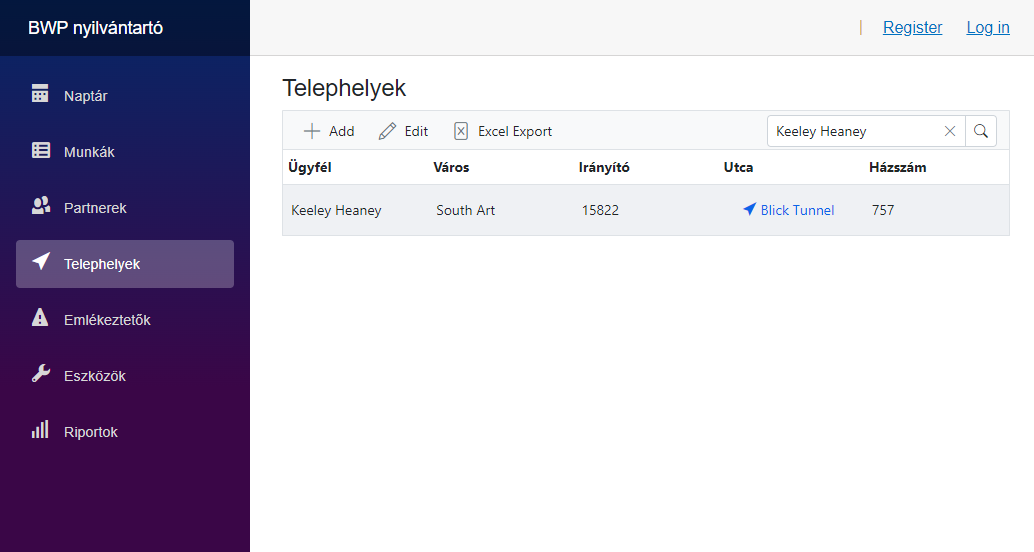 BWP nyilvántartó
Register Log in
Naptár
Munkák
Partnerek
Telephelyek
Emlékeztetők
Eszközök
Riportok
Telephelyek
Add Edit Excel Export Keeley Heaney
Ügyfél Város Irányító Utca Házszám
Keeley Heaney South Art 15822 Blick Tunnel 757